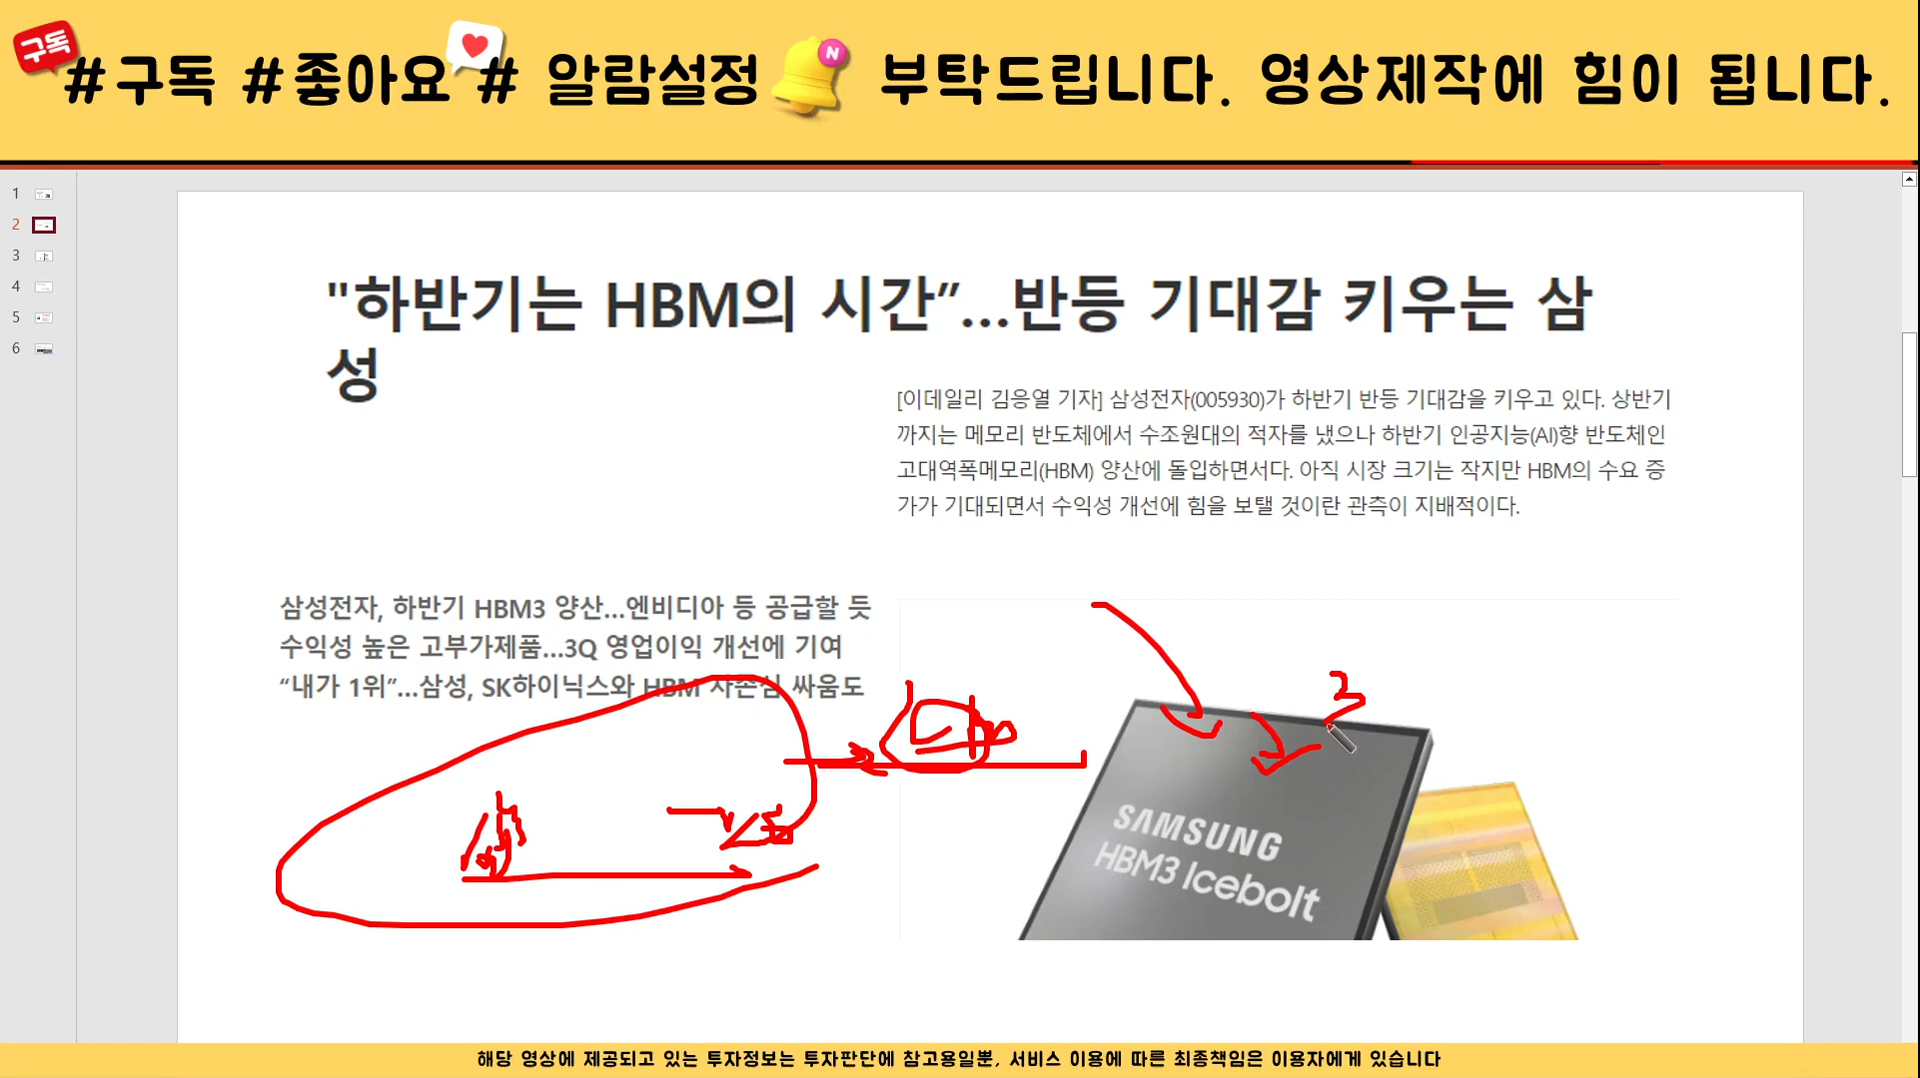 구독
#구독 #좋아요 # 알람설정 N 부탁드립니다. 영상제작에 힘이 됩니다.
1
2
3
4
5
6
"하반기는 HBM의 시간”...반등 기대감 키우는 삼
성
[이데일리 김응열 기자] 삼성전자(005930)가 하반기 반등 기대감을 키우고 있다. 상반기
까지는 메모리 반도체에서 수조원대의 적자를 냈으나 하반기 인공지능(AI)향 반도체인
고대역폭메모리(HBM) 양산에 돌입하면서다. 아직 시장 크기는 작지만 HBM의 수요 증
가가 기대되면서 수익성 개선에 힘을 보탤 것이란 관측이 지배적이다.
삼성전자, 하반기 HBM3 양산...엔비디아 등 공급할 듯
수익성 높은 고부가제품...3Q 영업이익 개선에 기여
“내가 1위”...삼성, SK하이닉스와 HBM 자존심 싸움도
SAMSUNG
HBM3 Icebolt
해당 영상에 제공되고 있는 투자정보는 투자판단에 참고용일뿐, 서비스 이용에 따른 최종책임은 이용자에게 있습니다